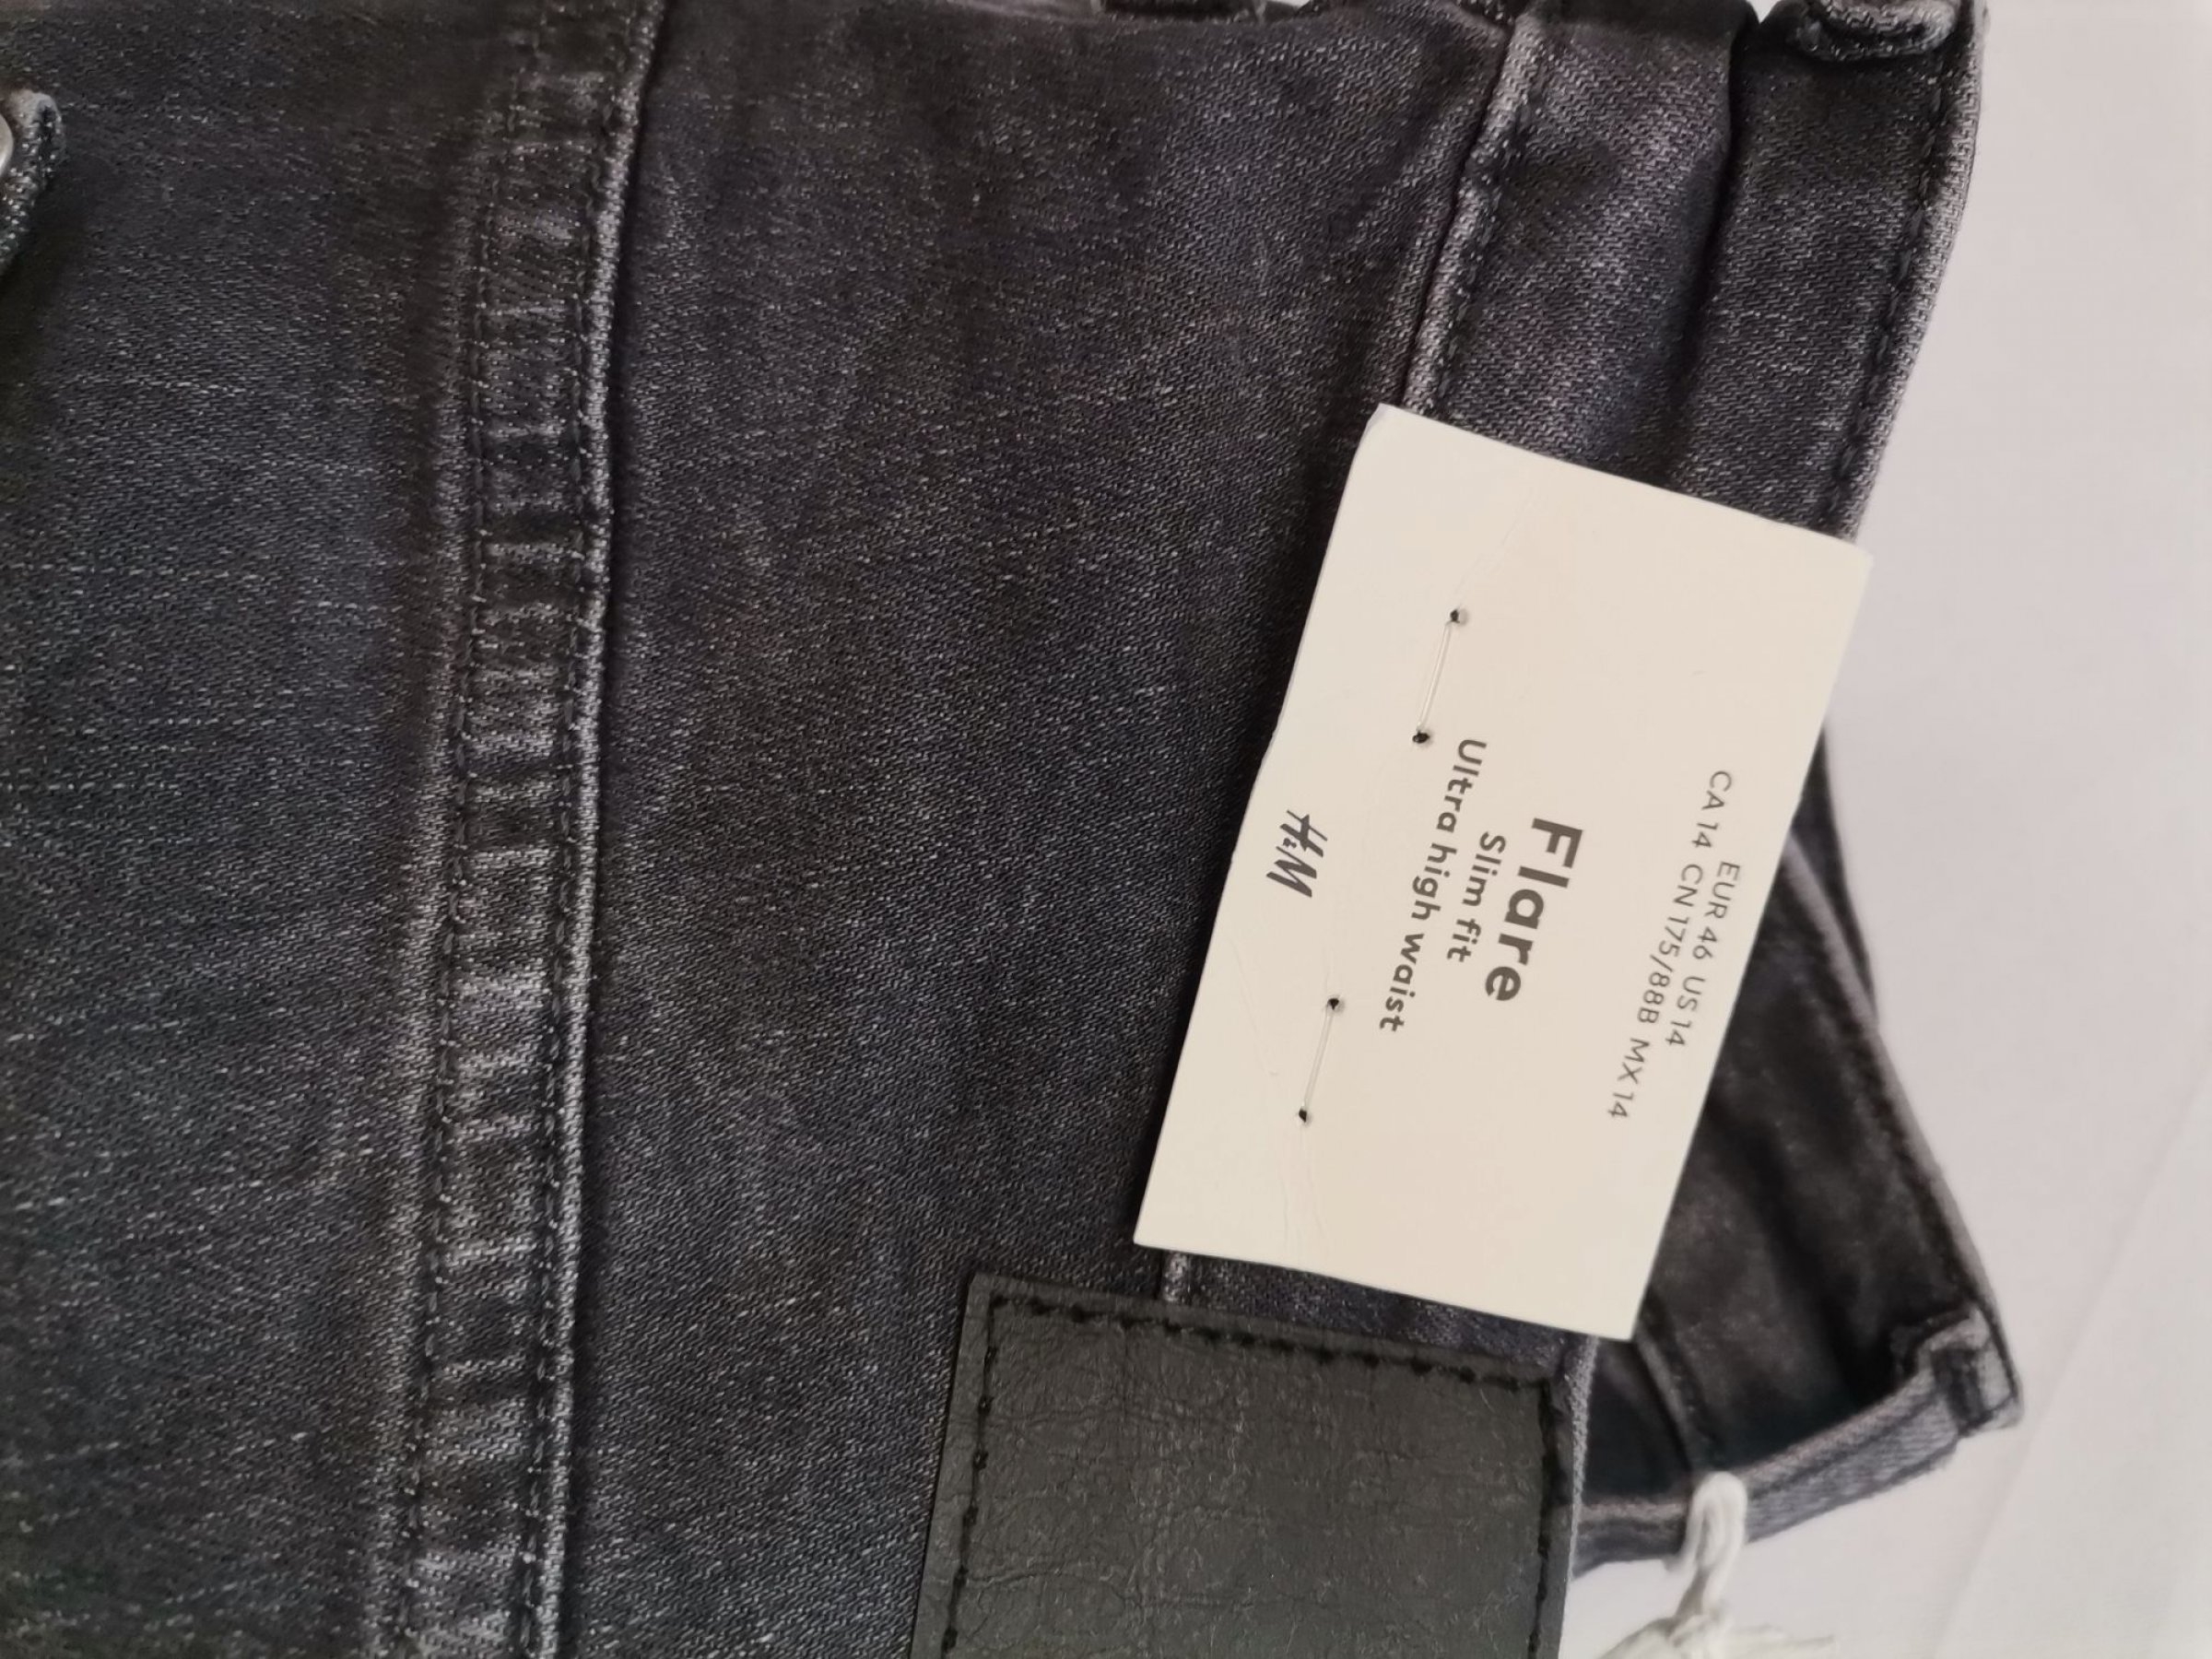 EUR 46 US 14
CA 14 CN 175/88B MX 14
Flare
Slim fit
Ultra high waist
H&M